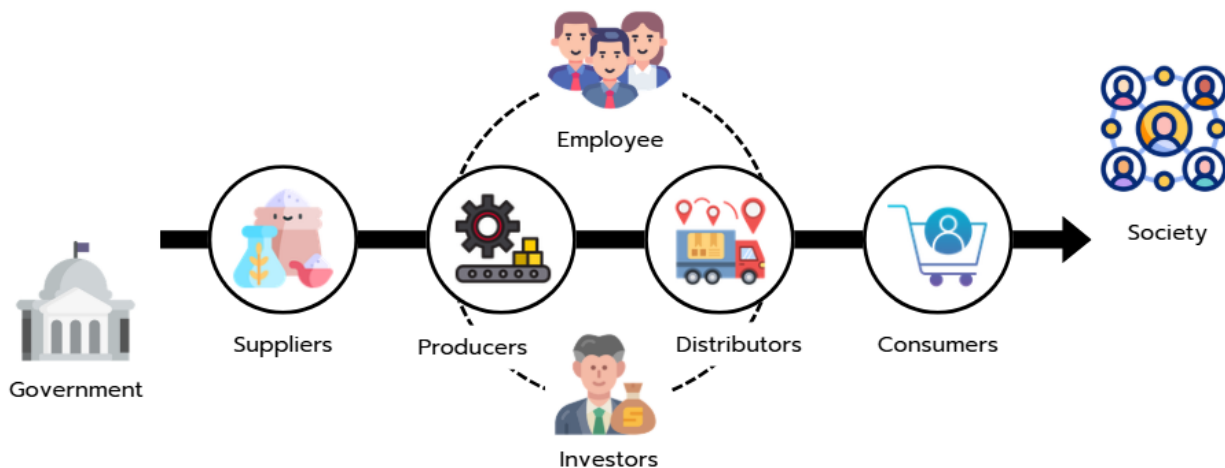 Employee
Society
Suppliers
Producers
Distributors
Consumers
Government
Investors